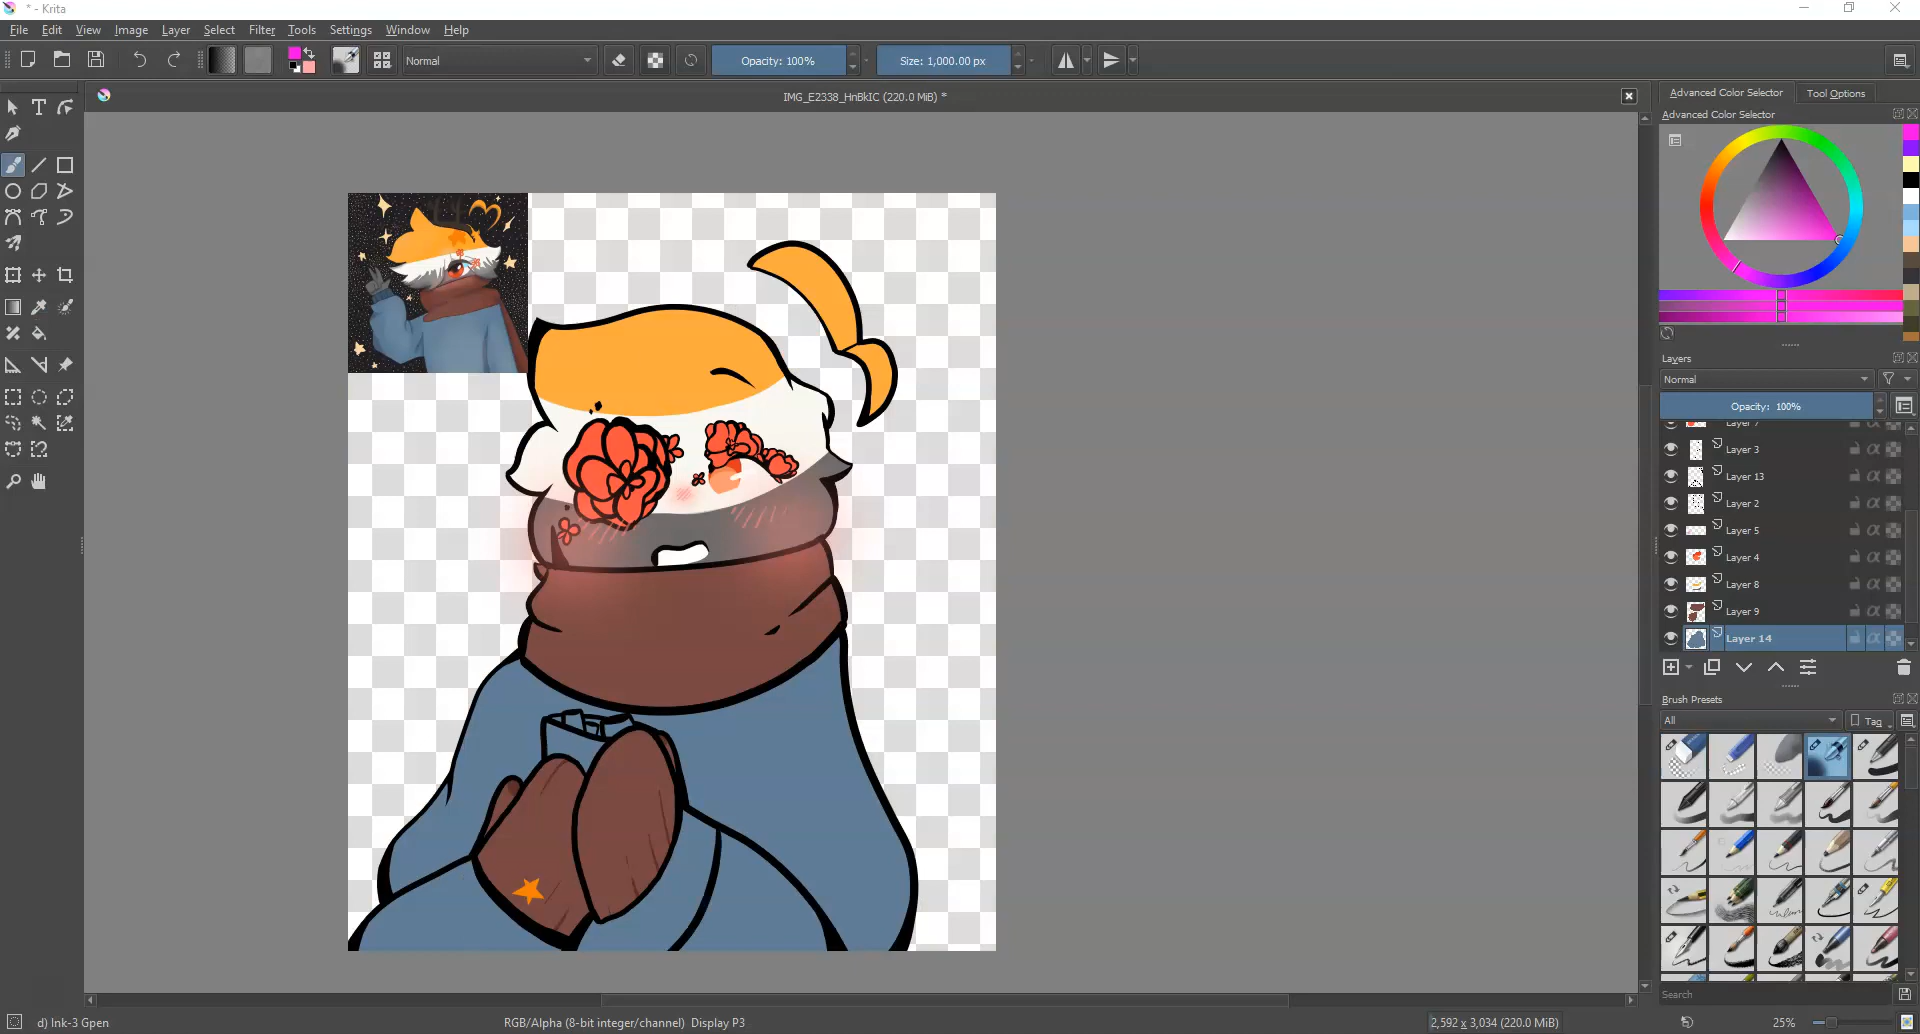 * - Krita
File Edit View Image Layer Select Filter Tools Settings Window Help
Normal
Opacity: 100%
Size: 1,000.00 px
IMG_E2338_HnBkIC (220.0 MiB) *
Advanced Color Selector
Tool Options
Advanced Color Selector
Layers
Normal
Opacity: 100%
Layer 7
Layer 3
Layer 13
Layer 2
Layer 5
Layer 4
Layer 8
Layer 9
Layer 14
Brush Presets
All
Tag
Search
d) Ink-3 Gpen
RGB/Alpha (8-bit integer/channel) Display P3
2,592 x 3,034 (220.0 MiB)
25%